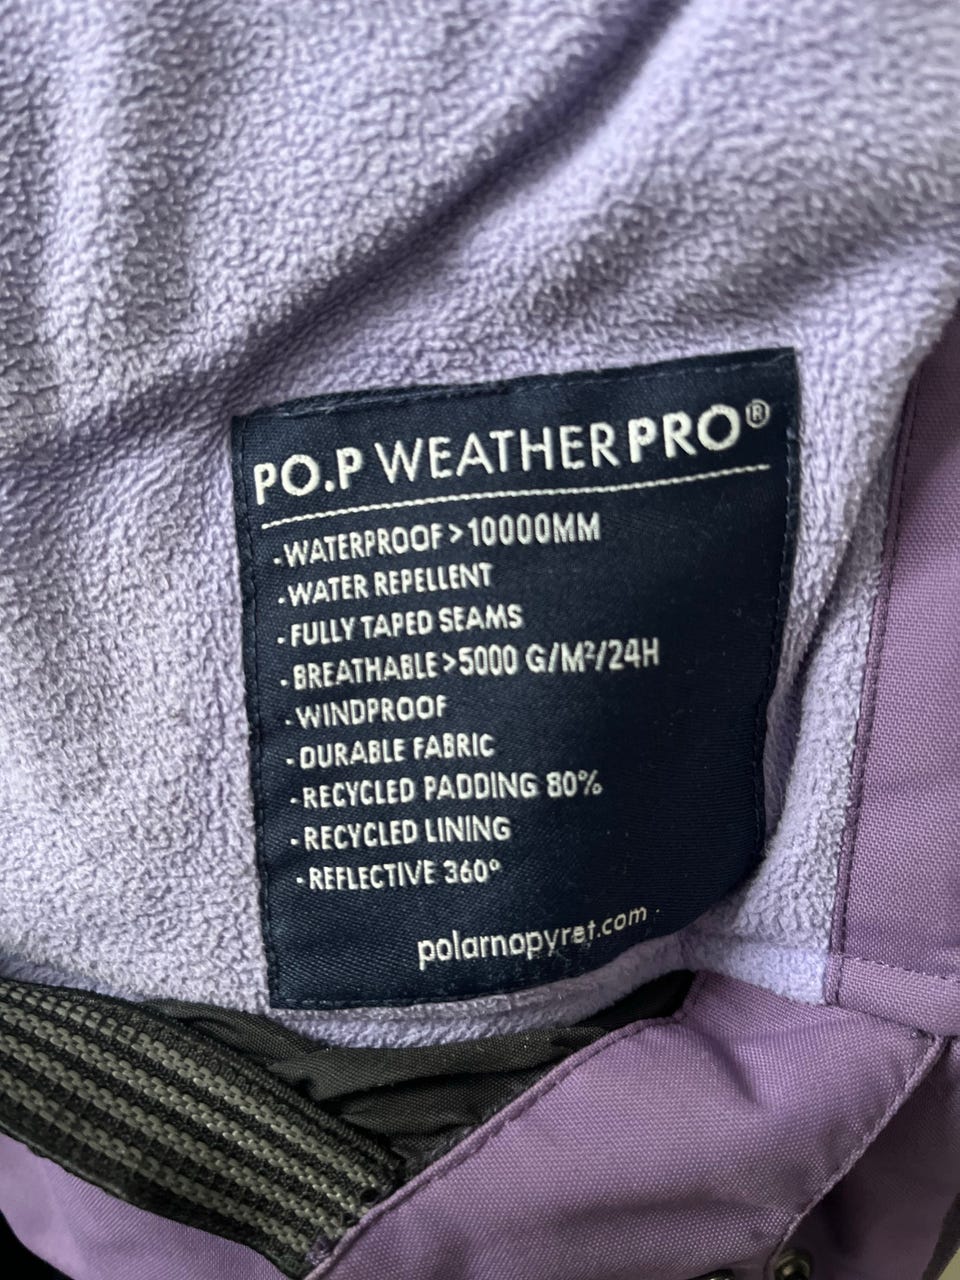 PO.P WEATHERPRO®
- WATERPROOF > 10000MM
- WATER REPELLENT
- FULLY TAPED SEAMS
- BREATHABLE > 5000 G/M²/24H
- WINDPROOF
- DURABLE FABRIC
- RECYCLED PADDING 80%
- RECYCLED LINING
- REFLECTIVE 360°
polarnopyret.com